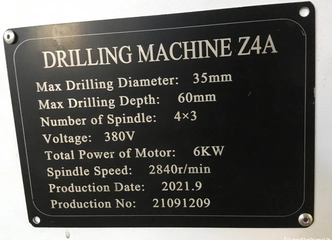 DRILLING MACHINE Z4A
Max Drilling Diameter: 35mm
Max Drilling Depth: 60mm
Number of Spindle: 4×3
Voltage: 380V
Total Power of Motor: 6KW
Spindle Speed: 2840r/min
Production Date: 2021.9
Production No: 21091209